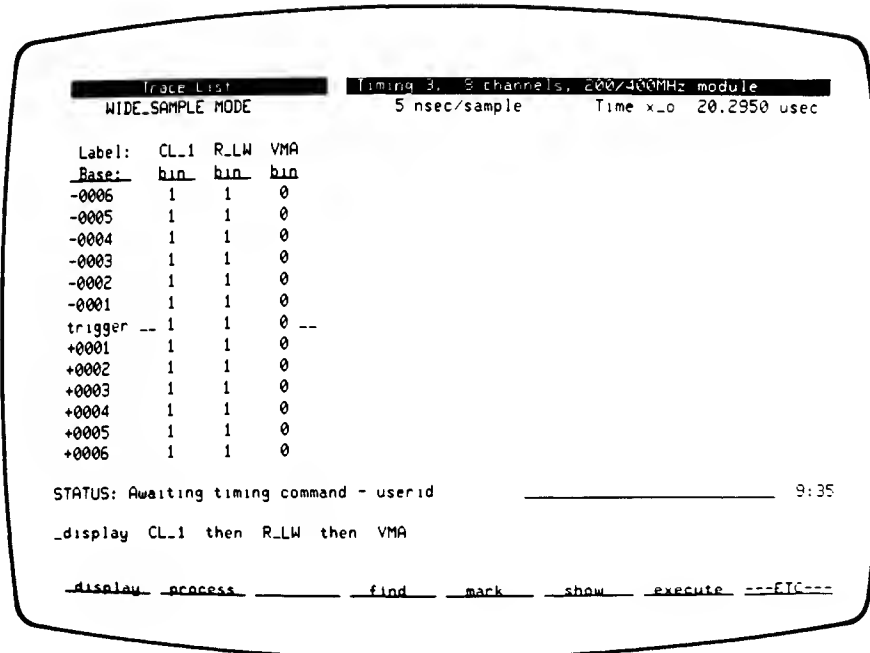 Trace List Timing 3, 9 channels, 200/400MHz module
WIDE_SAMPLE MODE 5 nsec/sample Time x_o 20.2950 usec
Label: CL_1 R_LW VMA
Base: bin bin bin
-0006 1 1 0
-0005 1 1 0
-0004 1 1 0
-0003 1 1 0
-0002 1 1 0
-0001 1 1 0
trigger __ 1 1 0 __
+0001 1 1 0
+0002 1 1 0
+0003 1 1 0
+0004 1 1 0
+0005 1 1 0
+0006 1 1 0
STATUS: Awaiting timing command - userid 9:35
_display CL_1 then R_LW then VMA
display process find mark show execute ---ETC---